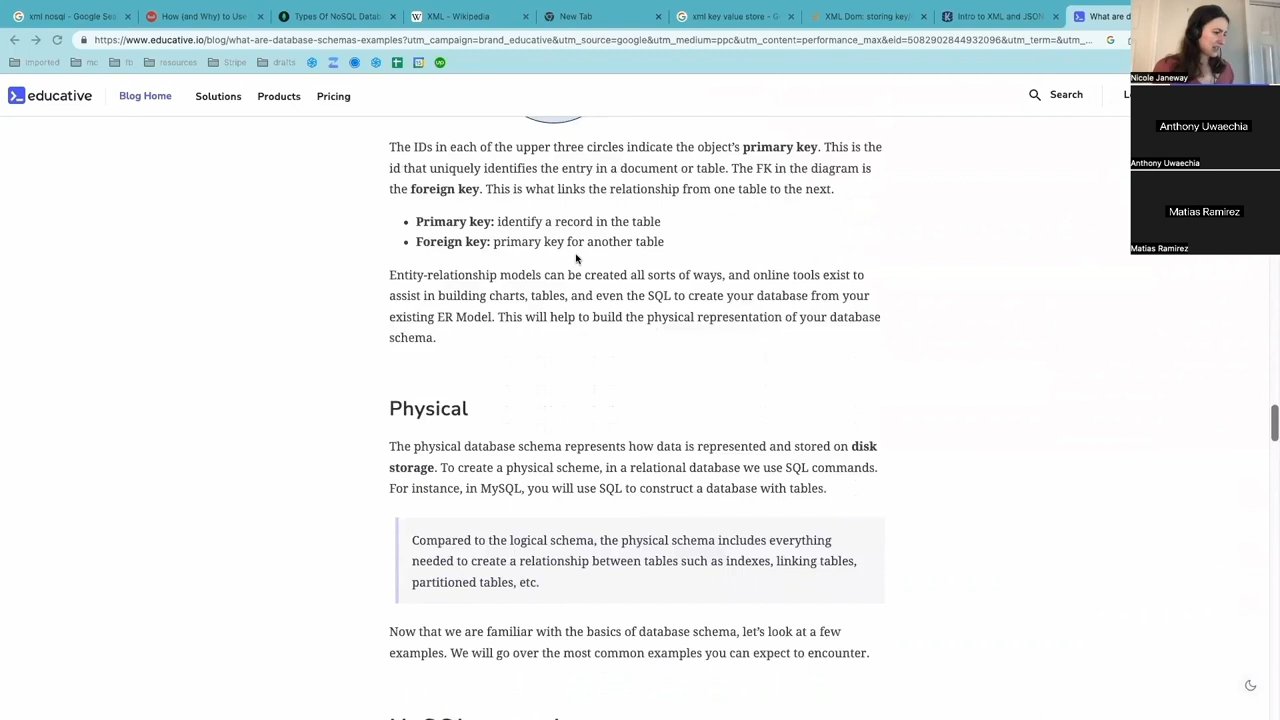 xml nosql - Google Sea
How (and Why) to Use
Types Of NoSQL Datab
XML - Wikipedia
New Tab
xml key value store - G
XML Dom: storing key/
Intro to XML and JSON
What are d
https://www.educative.io/blog/what-are-database-schemas-examples?utm_campaign=brand_educative&utm_source=google&utm_medium=ppc&utm_content=performance_max&eid=5082902844932096&utm_term=&utm_...
Imported
mc
fb
resources
Stripe
drafts
educative
Blog Home
Solutions
Products
Pricing
Search
Nicole Janeway
Anthony Uwaechia
Anthony Uwaechia
Matias Ramirez
Matias Ramirez
The IDs in each of the upper three circles indicate the object's primary key. This is the
id that uniquely identifies the entry in a document or table. The FK in the diagram is
the foreign key. This is what links the relationship from one table to the next.
• Primary key: identify a record in the table
• Foreign key: primary key for another table
Entity-relationship models can be created all sorts of ways, and online tools exist to
assist in building charts, tables, and even the SQL to create your database from your
existing ER Model. This will help to build the physical representation of your database
schema.
Physical
The physical database schema represents how data is represented and stored on disk
storage. To create a physical scheme, in a relational database we use SQL commands.
For instance, in MySQL, you will use SQL to construct a database with tables.
Compared to the logical schema, the physical schema includes everything
needed to create a relationship between tables such as indexes, linking tables,
partitioned tables, etc.
Now that we are familiar with the basics of database schema, let's look at a few
examples. We will go over the most common examples you can expect to encounter.